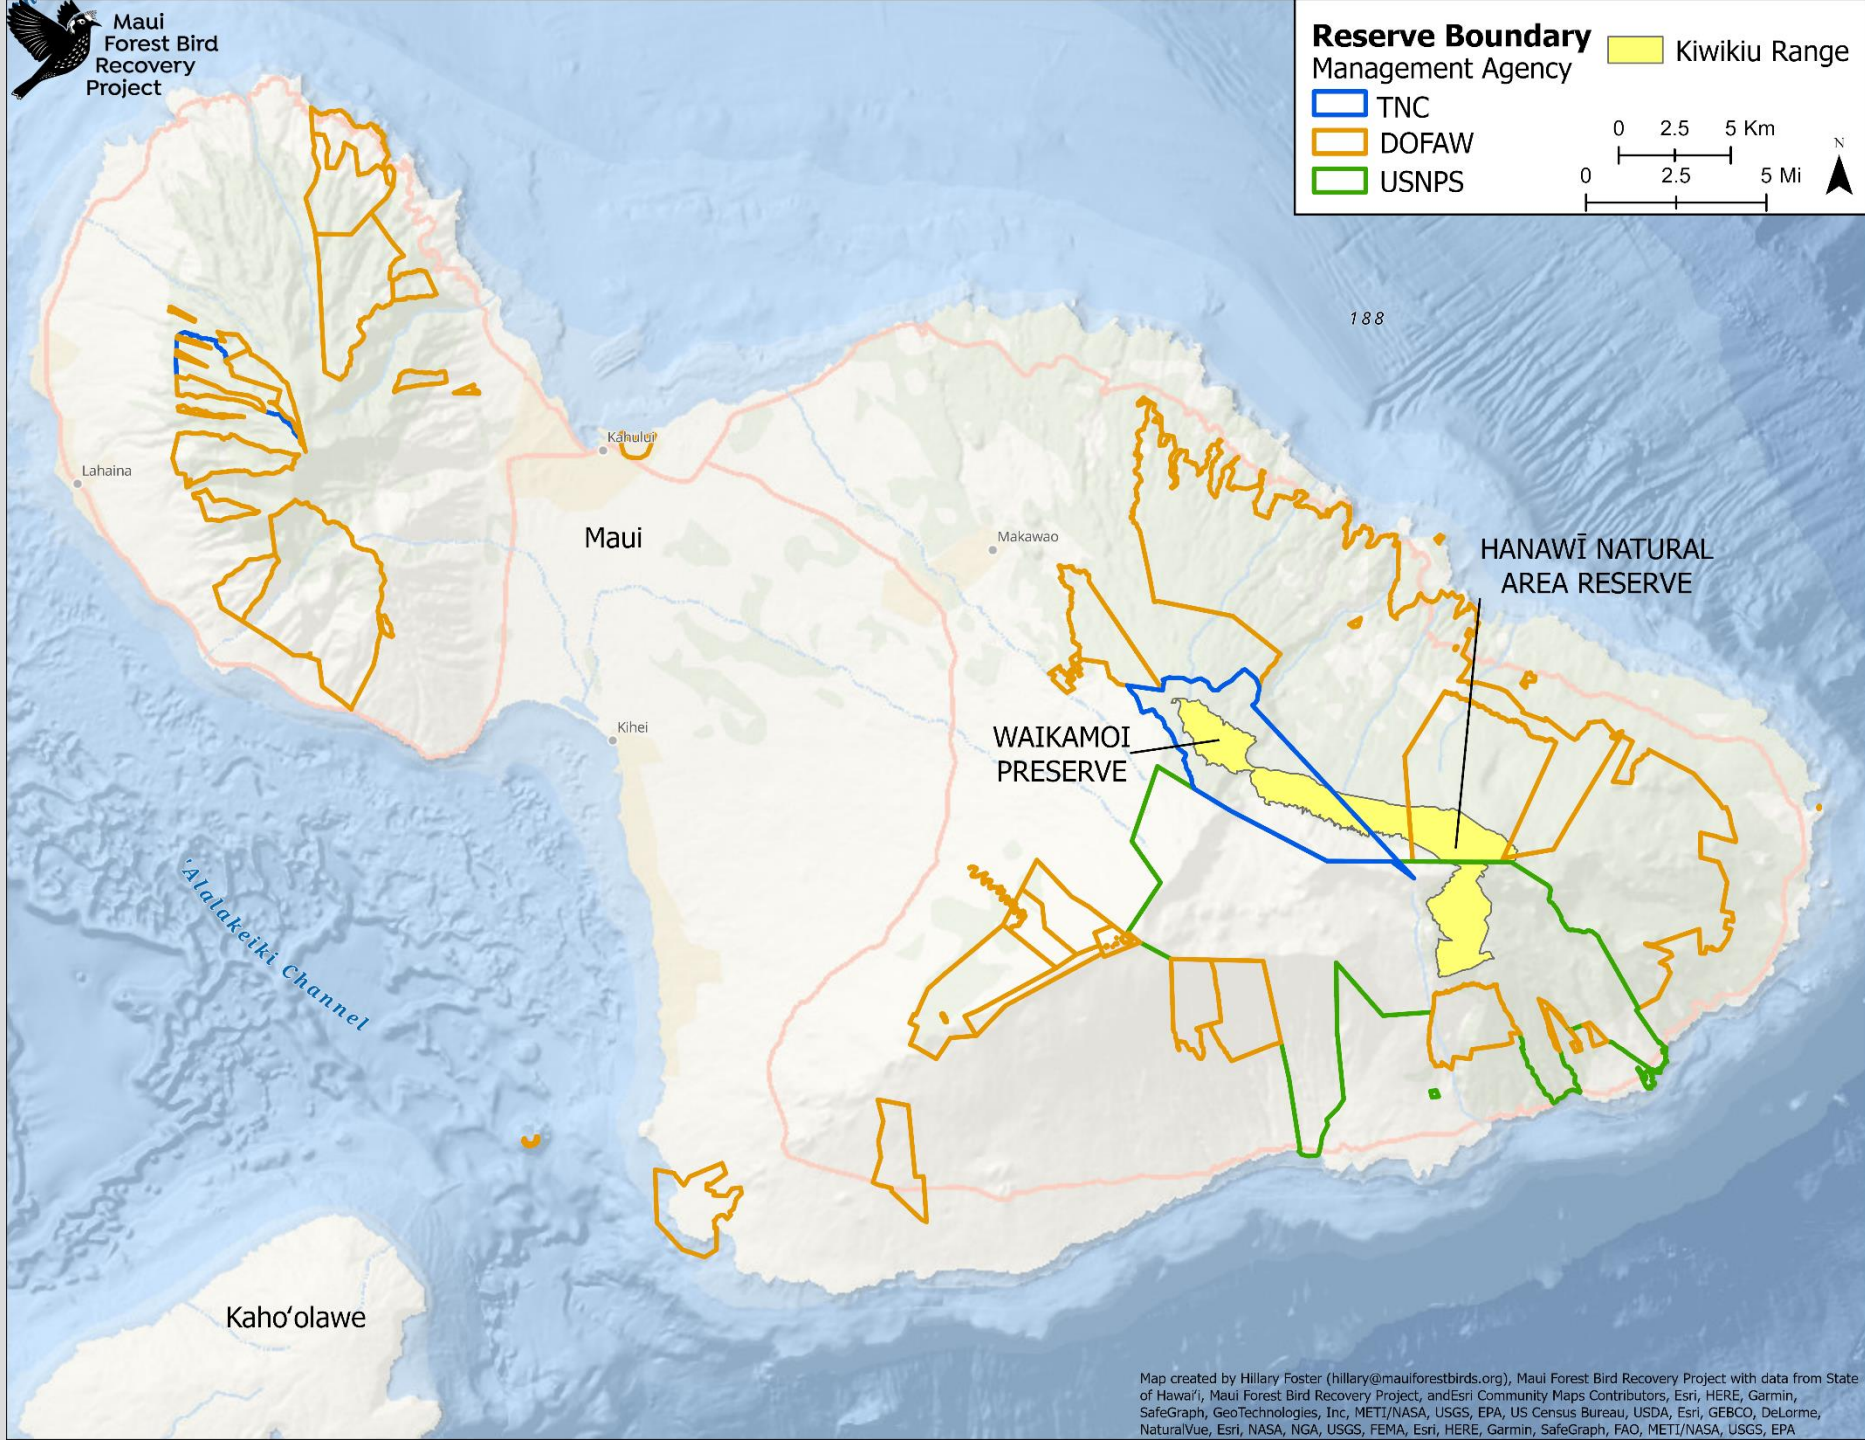 Maui
Forest Bird
Recovery
Project
Reserve Boundary
Management Agency
TNC
DOFAW
USNPS
Kiwikiu Range
0 2.5 5 Km
0 2.5 5 Mi
N
188
Kahului
Lahaina
Maui
Makawao
HANAWĪ NATURAL
AREA RESERVE
Kihei
WAIKAMOI
PRESERVE
ʻAlalakeiki Channel
Kahoʻolawe
Map created by Hillary Foster (hillary@mauiforestbirds.org), Maui Forest Bird Recovery Project with data from State
of Hawaiʻi, Maui Forest Bird Recovery Project, andEsri Community Maps Contributors, Esri, HERE, Garmin,
SafeGraph, GeoTechnologies, Inc, METI/NASA, USGS, EPA, US Census Bureau, USDA, Esri, GEBCO, DeLorme,
NaturalVue, Esri, NASA, NGA, USGS, FEMA, Esri, HERE, Garmin, SafeGraph, FAO, METI/NASA, USGS, EPA